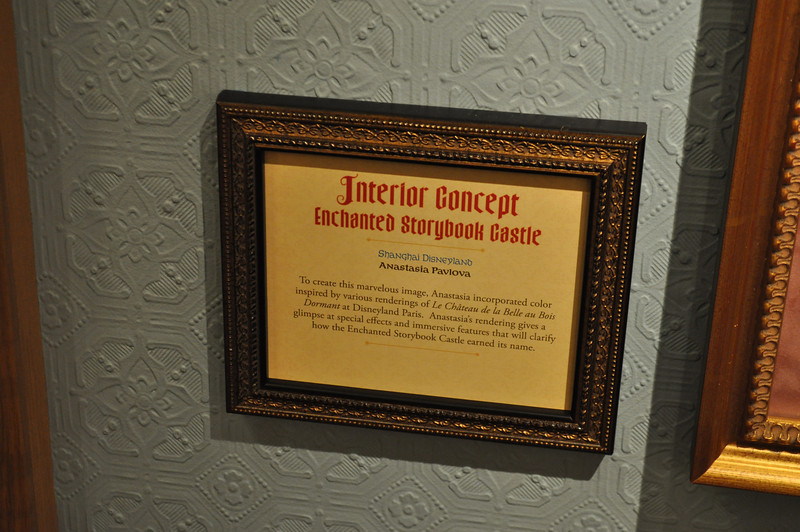 Interior Concept
Enchanted Storybook Castle
Shanghai Disneyland
Anastasia Pavlova
To create this marvelous image, Anastasia incorporated color
inspired by various renderings of Le Château de la Belle au Bois
Dormant at Disneyland Paris. Anastasia's rendering gives a
glimpse at special effects and immersive features that will clarify
how the Enchanted Storybook Castle earned its name.